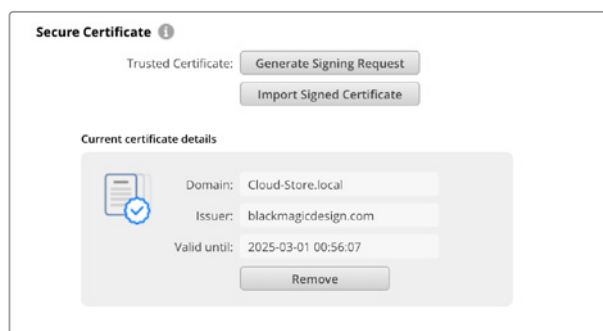 Secure Certificate i
Trusted Certificate: Generate Signing Request
Import Signed Certificate
Current certificate details
Domain: Cloud-Store.local
Issuer: blackmagicdesign.com
Valid until: 2025-03-01 00:56:07
Remove